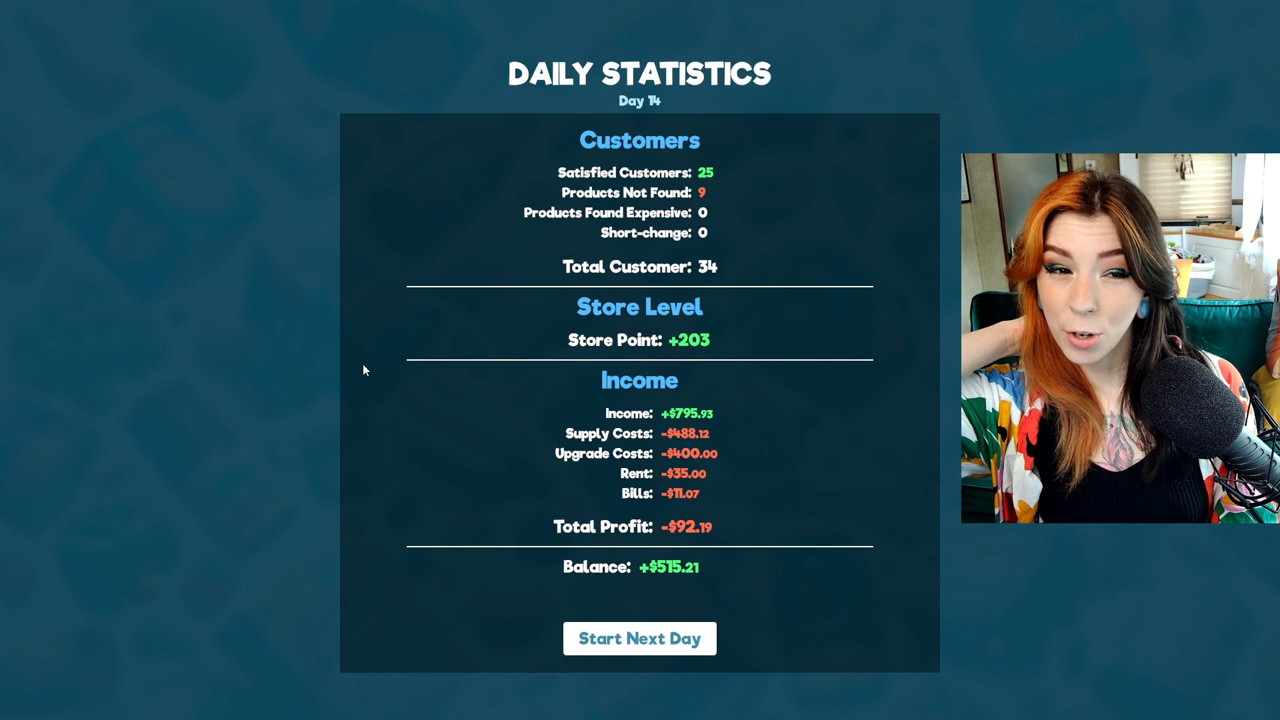 DAILY STATISTICS
Day 14
Customers
Satisfied Customers: 25
Products Not Found: 9
Products Found Expensive: 0
Short-change: 0
Total Customer: 34
Store Level
Store Point: +203
Income
Income: +$795.93
Supply Costs: -$488.12
Upgrade Costs: -$400.00
Rent: -$35.00
Bills: -$11.07
Total Profit: -$92.19
Balance: +$515.21
Start Next Day